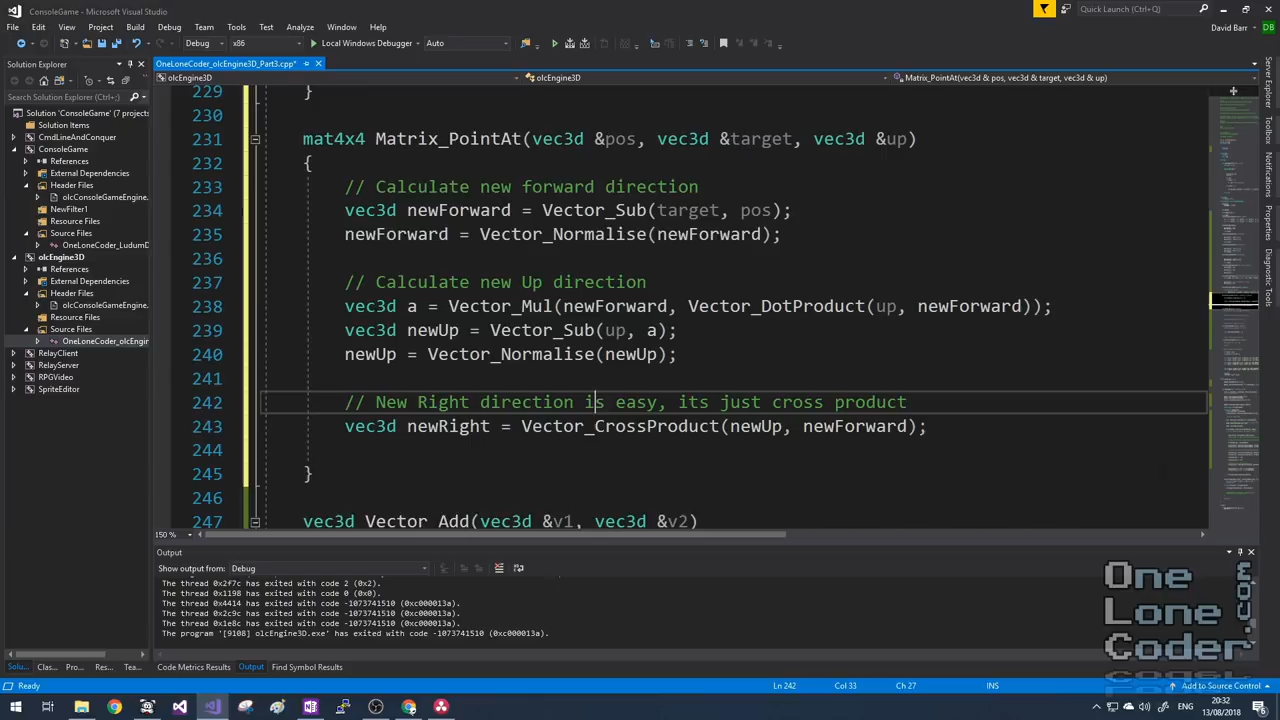 ConsoleGame - Microsoft Visual Studio
Quick Launch (Ctrl+Q)
File Edit View Project Build Debug Team Tools Test Analyze Window Help
David Barr DB
Debug x86 Local Windows Debugger Auto
Solution Explorer
OneLoneCoder_olcEngine3D_Part3.cpp*
olcEngine3D olcEngine3D Matrix_PointAt(vec3d & pos, vec3d & target, vec3d & up)
Search Solution Explorer (Ctrl+;)
Solution 'ConsoleGame' (7 projects)
Solution Items
CmdLineAndConquer
ConsoleGame
References
External Dependencies
Header Files
olcConsoleGameEngine.
NewFilter1
Resource Files
Source Files
OneLoneCoder_LudumD
olcEngine3D
References
External Dependencies
Header Files
olcConsoleGameEngine.
Resource Files
Source Files
OneLoneCoder_olcEngin
RelayClient
RelayServer
RPGVideo
SpriteEditor
229 }
230
231 mat4x4 Matrix_PointAt(vec3d &pos, vec3d &target, vec3d &up)
232 {
233 // Calculate new forward direction
234 vec3d newForward = Vector_Sub(target, pos);
235 newForward = Vector_Normalise(newForward);
236
237 // Calculate new Up direction
238 vec3d a = Vector_Mul(newForward, Vector_DotProduct(up, newForward));
239 vec3d newUp = Vector_Sub(up, a);
240 newUp = Vector_Normalise(newUp);
241
242 // New Right direction is easy, its just cross product
243 vec3d newRight = Vector_CrossProduct(newUp, newForward);
244
245 }
246
247 vec3d Vector_Add(vec3d &v1, vec3d &v2)
150 %
Output
Show output from: Debug
The thread 0x2f7c has exited with code 2 (0x2).
The thread 0x1198 has exited with code 0 (0x0).
The thread 0x4414 has exited with code -1073741510 (0xc000013a).
The thread 0x2c9c has exited with code -1073741510 (0xc000013a).
The thread 0x1e8c has exited with code -1073741510 (0xc000013a).
The program '[9108] olcEngine3D.exe' has exited with code -1073741510 (0xc000013a).
Solu... Clas... Pro... Res... Tea...
Code Metrics Results Output Find Symbol Results
Server Explorer
Toolbox
Notifications
Properties
Diagnostic Tools
One
Lone
Coder
.com
Ready Ln 242 Col 33 Ch 27 INS Add to Source Control
20:32
13/08/2018
6